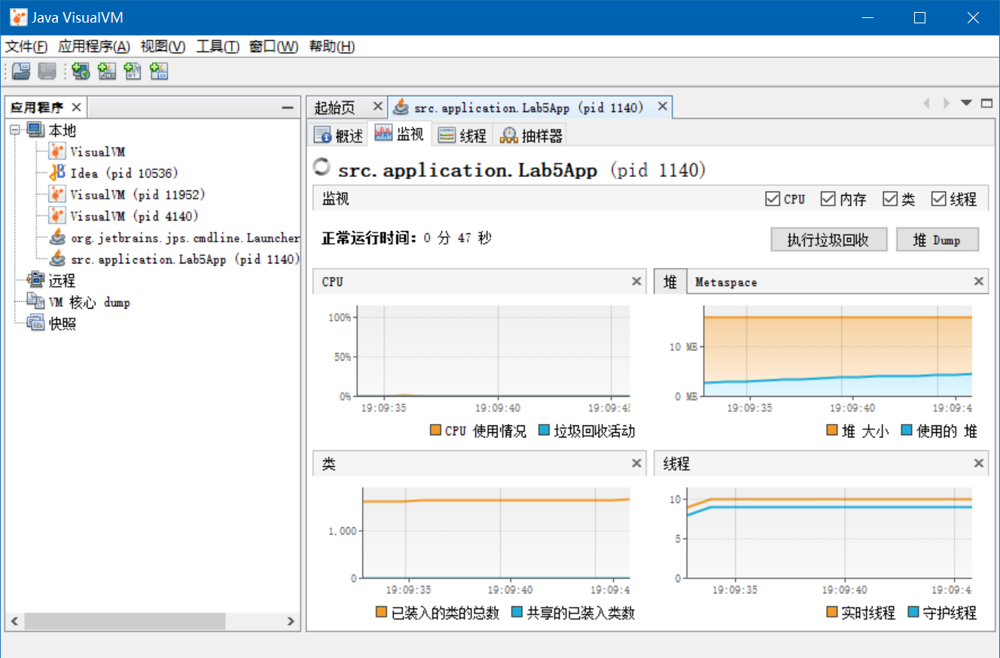 Java VisualVM
文件(F) 应用程序(A) 视图(V) 工具(T) 窗口(W) 帮助(H)
应用程序
本地
VisualVM
Idea (pid 10536)
VisualVM (pid 11952)
VisualVM (pid 4140)
org.jetbrains.jps.cmdline.Launcher
src.application.Lab5App (pid 1140)
远程
VM 核心 dump
快照
起始页 src.application.Lab5App (pid 1140)
概述 监视 线程 抽样器
src.application.Lab5App (pid 1140)
监视 CPU 内存 类 线程
正常运行时间: 0 分 47 秒 执行垃圾回收 堆 Dump
CPU
100%
50%
0%
19:09:35 19:09:40 19:09:4
CPU 使用情况 垃圾回收活动
堆 Metaspace
10 MB
0 MB
19:09:35 19:09:40 19:09:4
堆 大小 使用的 堆
类
1,000
0
19:09:35 19:09:40 19:09:4
已装入的类的总数 共享的已装入类数
线程
10
5
0
19:09:35 19:09:40 19:09:4
实时线程 守护线程